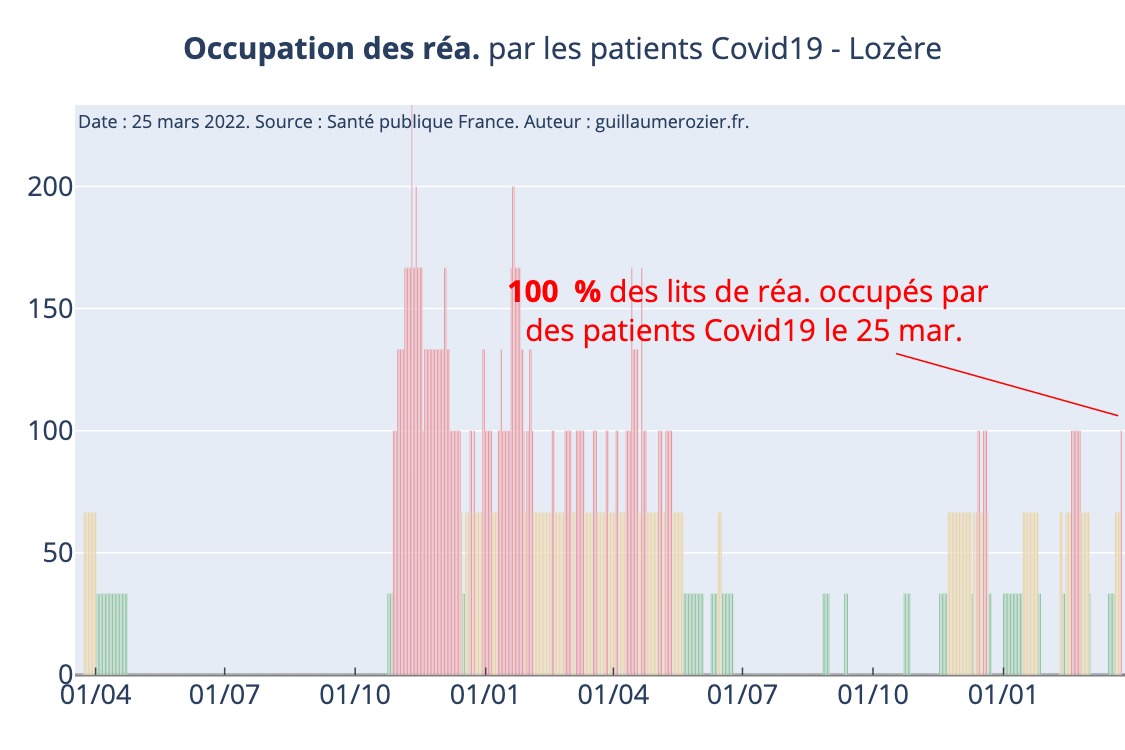 Occupation des réa. par les patients Covid19 - Lozère
Date : 25 mars 2022. Source : Santé publique France. Auteur : guillaumerozier.fr.
200
150
100
50
0
100  % des lits de réa. occupés par
des patients Covid19 le 25 mar.
01/04 01/07 01/10 01/01 01/04 01/07 01/10 01/01